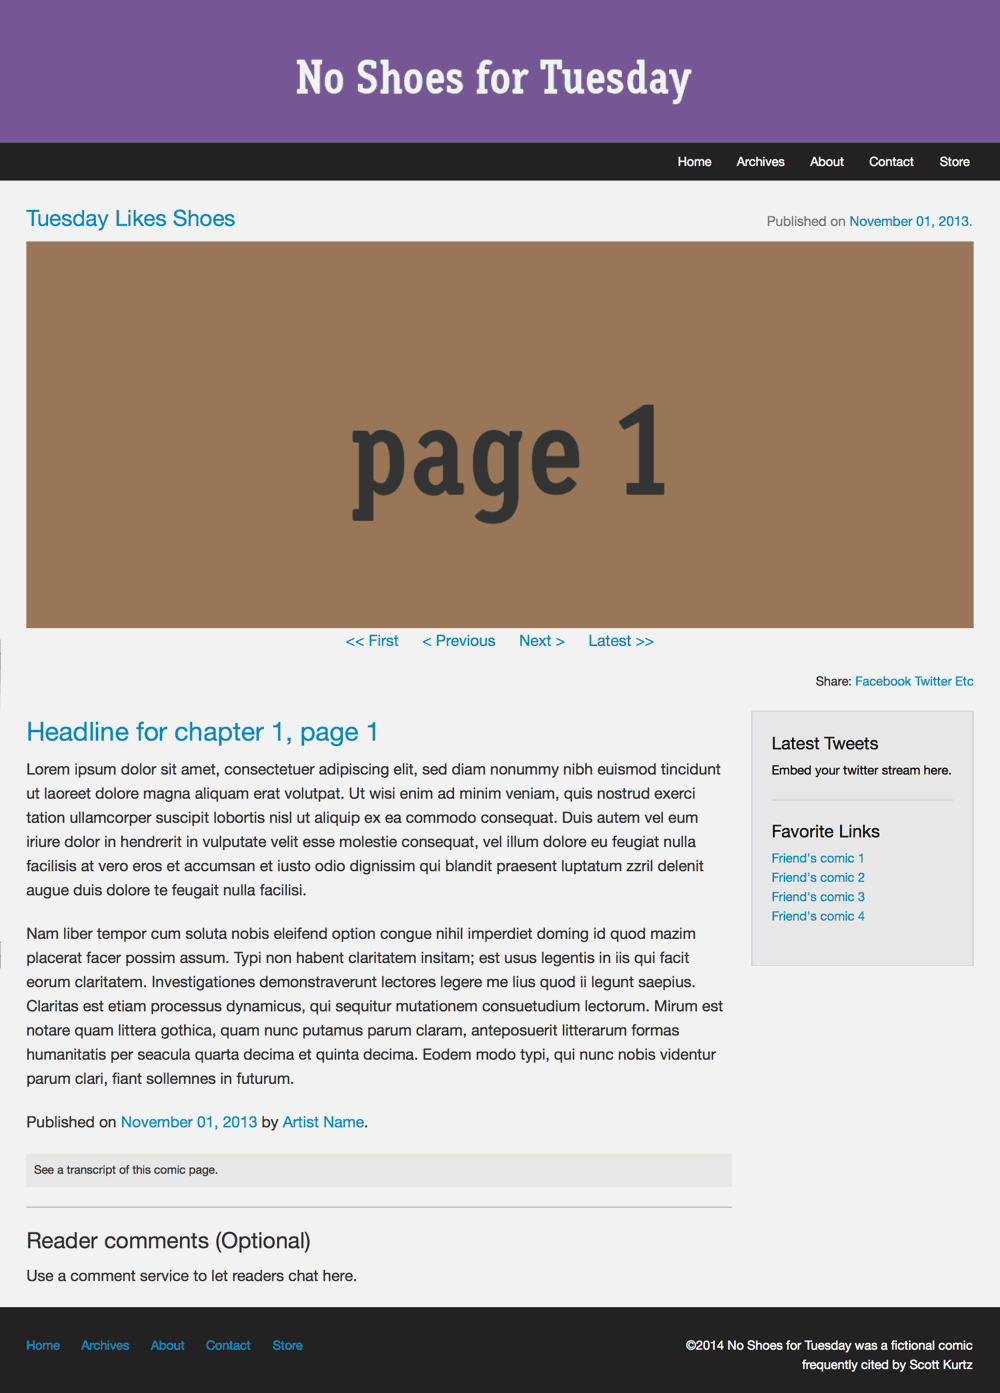 No Shoes for Tuesday
Home Archives About Contact Store
Tuesday Likes Shoes
Published on November 01, 2013.
page 1
<< First < Previous Next > Latest >>
Share: Facebook Twitter Etc
Headline for chapter 1, page 1
Lorem ipsum dolor sit amet, consectetuer adipiscing elit, sed diam nonummy nibh euismod tincidunt
ut laoreet dolore magna aliquam erat volutpat. Ut wisi enim ad minim veniam, quis nostrud exerci
tation ullamcorper suscipit lobortis nisl ut aliquip ex ea commodo consequat. Duis autem vel eum
iriure dolor in hendrerit in vulputate velit esse molestie consequat, vel illum dolore eu feugiat nulla
facilisis at vero eros et accumsan et iusto odio dignissim qui blandit praesent luptatum zzril delenit
augue duis dolore te feugait nulla facilisi.
Nam liber tempor cum soluta nobis eleifend option congue nihil imperdiet doming id quod mazim
placerat facer possim assum. Typi non habent claritatem insitam; est usus legentis in iis qui facit
eorum claritatem. Investigationes demonstraverunt lectores legere me lius quod ii legunt saepius.
Claritas est etiam processus dynamicus, qui sequitur mutationem consuetudium lectorum. Mirum est
notare quam littera gothica, quam nunc putamus parum claram, anteposuerit litterarum formas
humanitatis per seacula quarta decima et quinta decima. Eodem modo typi, qui nunc nobis videntur
parum clari, fiant sollemnes in futurum.
Published on November 01, 2013 by Artist Name.
See a transcript of this comic page.
Reader comments (Optional)
Use a comment service to let readers chat here.
Latest Tweets
Embed your twitter stream here.
Favorite Links
Friend's comic 1
Friend's comic 2
Friend's comic 3
Friend's comic 4
Home Archives About Contact Store
©2014 No Shoes for Tuesday was a fictional comic
frequently cited by Scott Kurtz